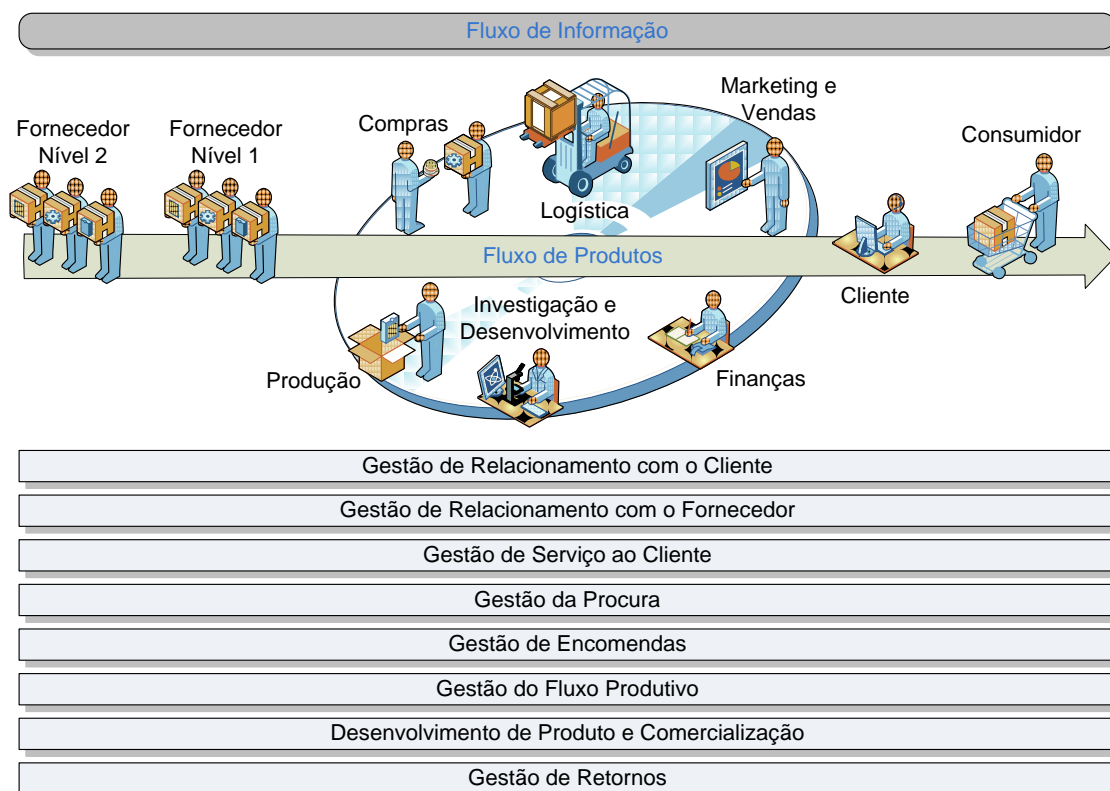 Fluxo de Informação
Fornecedor
Nível 2
Fornecedor
Nível 1
Compras
Logística
Marketing e
Vendas
Consumidor
Fluxo de Produtos
Cliente
Investigação e
Desenvolvimento
Produção
Finanças
Gestão de Relacionamento com o Cliente
Gestão de Relacionamento com o Fornecedor
Gestão de Serviço ao Cliente
Gestão da Procura
Gestão de Encomendas
Gestão do Fluxo Produtivo
Desenvolvimento de Produto e Comercialização
Gestão de Retornos